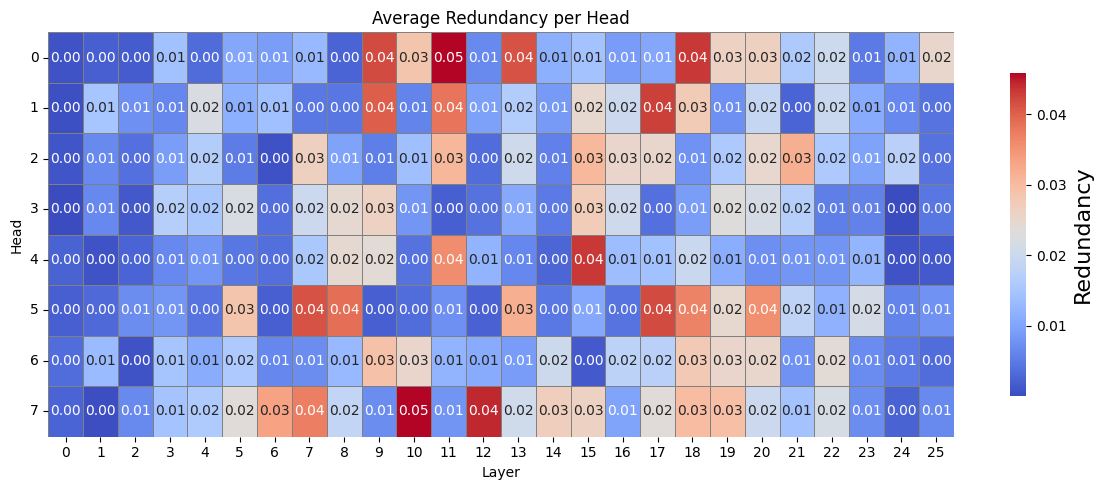 Average Redundancy per Head
0 0.00 0.00 0.00 0.01 0.00 0.01 0.01 0.01 0.00 0.04 0.03 0.05 0.01 0.04 0.01 0.01 0.01 0.01 0.04 0.03 0.03 0.02 0.02 0.01 0.01 0.02
1 0.00 0.01 0.01 0.01 0.02 0.01 0.01 0.00 0.00 0.04 0.01 0.04 0.01 0.02 0.01 0.02 0.02 0.04 0.03 0.01 0.02 0.00 0.02 0.01 0.01 0.00
2 0.00 0.01 0.00 0.01 0.02 0.01 0.00 0.03 0.01 0.01 0.01 0.03 0.00 0.02 0.01 0.03 0.03 0.02 0.01 0.02 0.02 0.03 0.02 0.01 0.02 0.00
3 0.00 0.01 0.00 0.02 0.02 0.02 0.00 0.02 0.02 0.03 0.01 0.00 0.00 0.01 0.00 0.03 0.02 0.00 0.01 0.02 0.02 0.02 0.01 0.01 0.00 0.00
4 0.00 0.00 0.00 0.01 0.01 0.00 0.00 0.02 0.02 0.02 0.00 0.04 0.01 0.01 0.00 0.04 0.01 0.01 0.02 0.01 0.01 0.01 0.01 0.01 0.00 0.00
5 0.00 0.00 0.01 0.01 0.00 0.03 0.00 0.04 0.04 0.00 0.00 0.01 0.00 0.03 0.00 0.01 0.00 0.04 0.04 0.02 0.04 0.02 0.01 0.02 0.01 0.01
6 0.00 0.01 0.00 0.01 0.01 0.02 0.01 0.01 0.01 0.03 0.03 0.01 0.01 0.01 0.02 0.00 0.02 0.02 0.03 0.03 0.02 0.01 0.02 0.01 0.01 0.00
7 0.00 0.00 0.01 0.01 0.02 0.02 0.03 0.04 0.02 0.01 0.05 0.01 0.04 0.02 0.03 0.03 0.01 0.02 0.03 0.03 0.02 0.01 0.02 0.01 0.00 0.01
0 1 2 3 4 5 6 7 8 9 10 11 12 13 14 15 16 17 18 19 20 21 22 23 24 25
Layer
Head
0.04
0.03
0.02
0.01
Redundancy